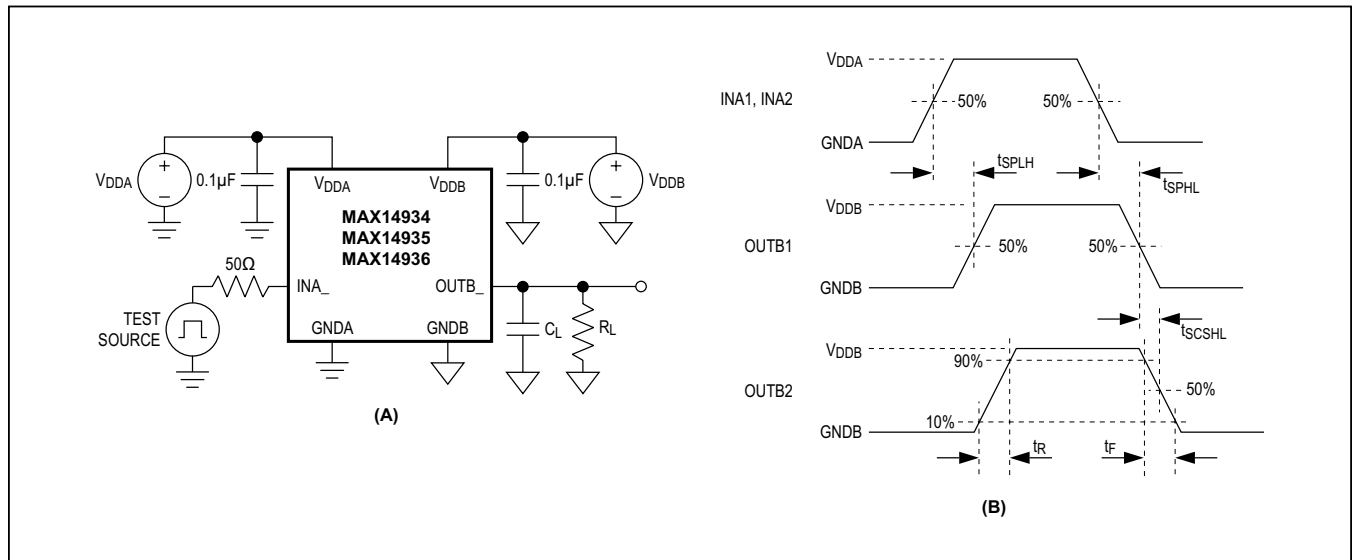 VDDA
0.1µF
VDDA
VDDB
0.1µF
VDDB
MAX14934
MAX14935
MAX14936
50Ω
INA_
OUTB_
TEST
SOURCE
GNDA
GNDB
CL
RL
(A)
VDDA
INA1, INA2
50%
50%
GNDA
tSPLH
tSPHL
VDDB
OUTB1
50%
50%
GNDB
tSCSHL
VDDB
90%
OUTB2
50%
10%
GNDB
tR
tF
(B)